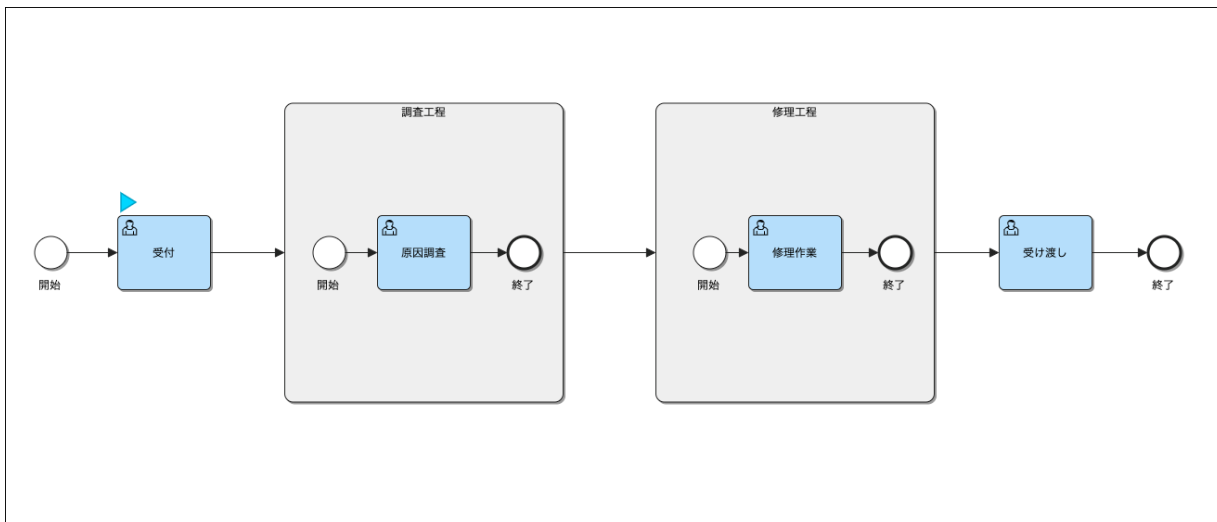 調査工程
修理工程
受付
原因調査
修理作業
受け渡し
開始
開始
終了
開始
終了
終了